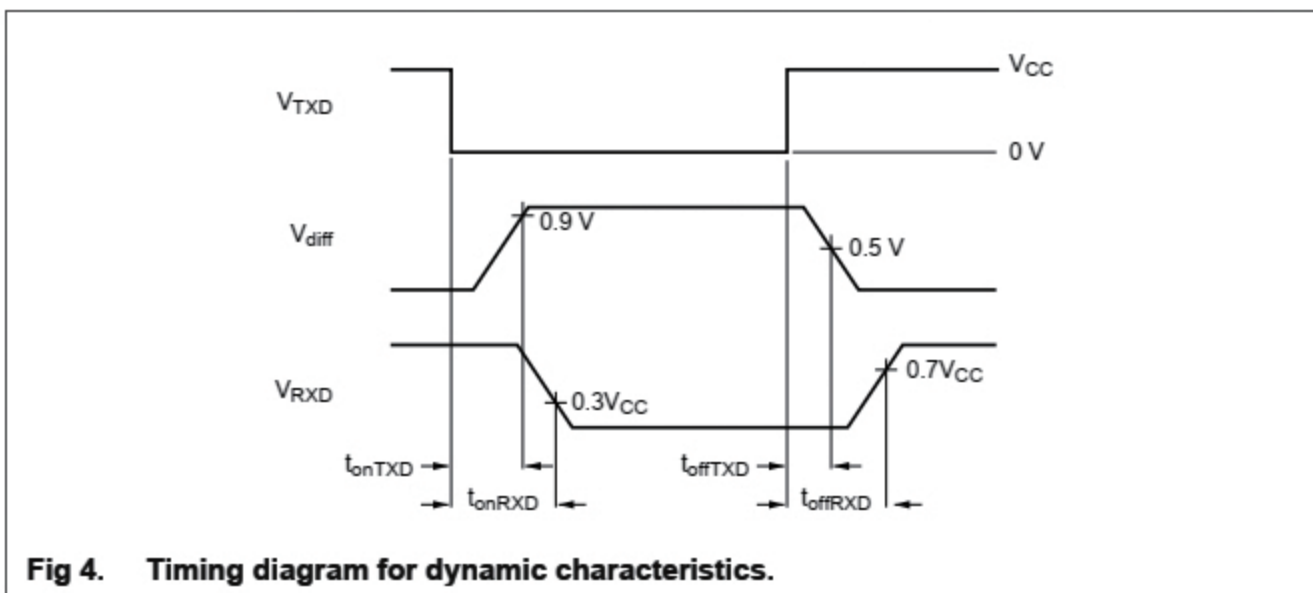 VCC
VTXD
0 V
0.9 V
Vdiff
0.5 V
0.7VCC
VRXD
0.3VCC
tonTXD
toffTXD
tonRXD
toffRXD
Fig 4. Timing diagram for dynamic characteristics.